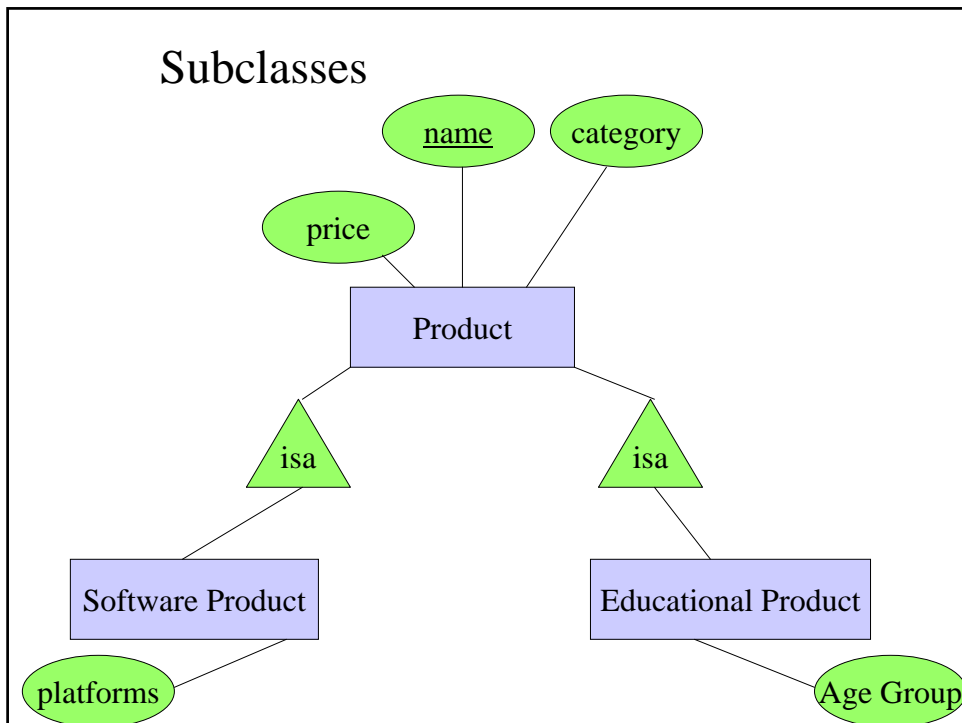 Subclasses
name
category
price
Product
isa
isa
Software Product
Educational Product
platforms
Age Group